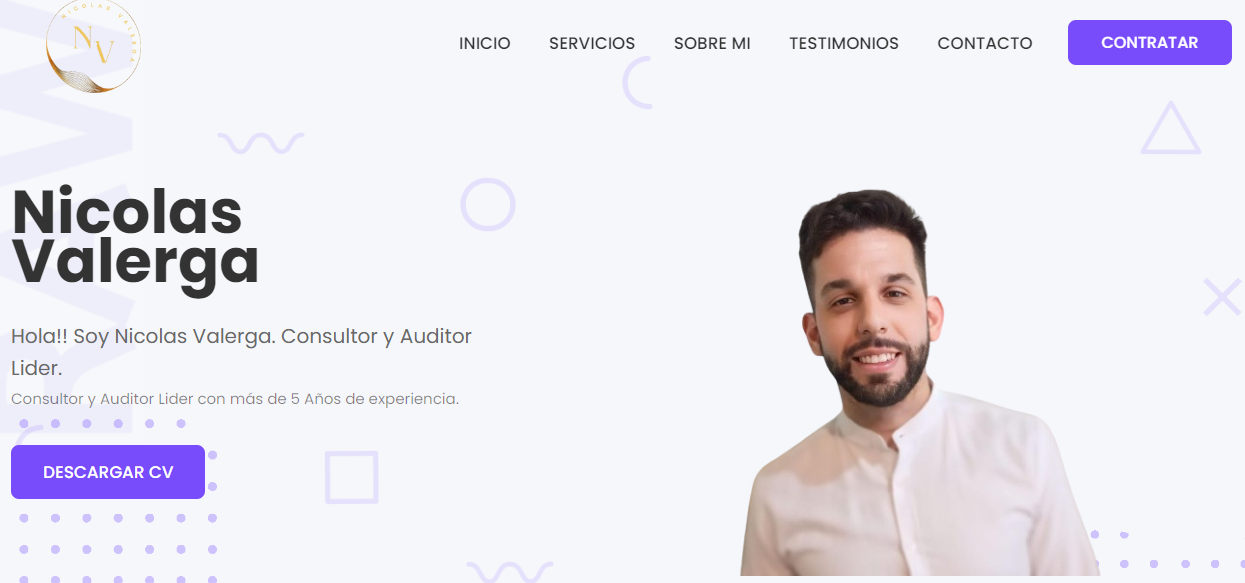 NICOLAS VALERGA
NV
INICIO SERVICIOS SOBRE MI TESTIMONIOS CONTACTO CONTRATAR
Nicolas
Valerga
Hola!! Soy Nicolas Valerga. Consultor y Auditor
Lider.
Consultor y Auditor Lider con más de 5 Años de experiencia.
DESCARGAR CV